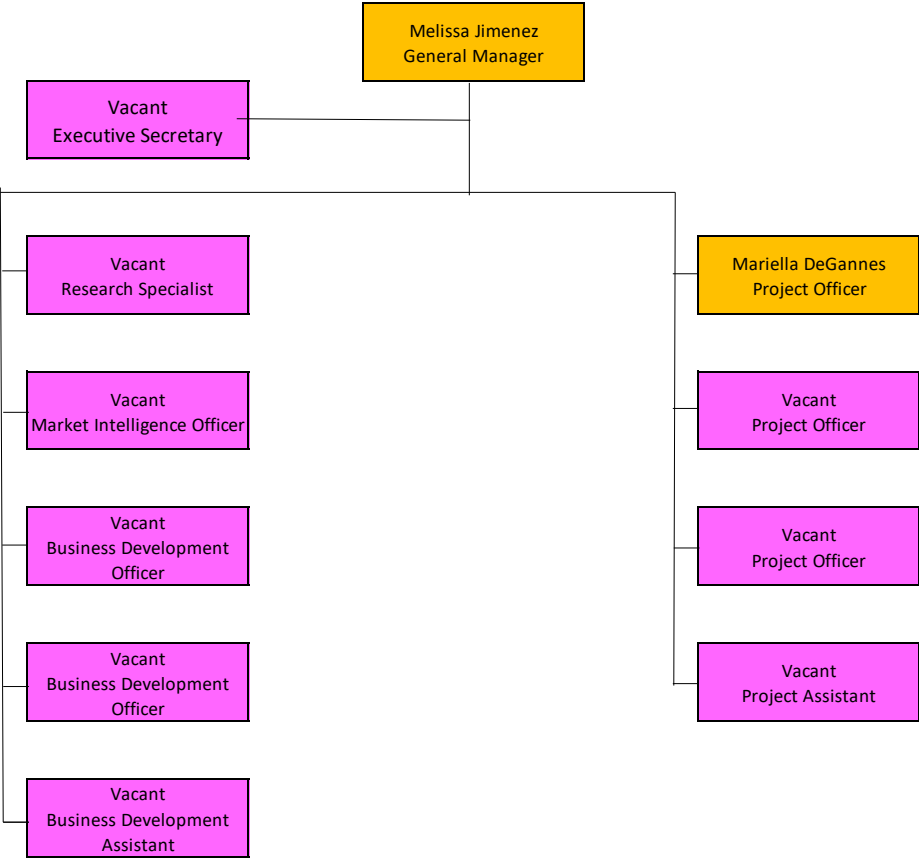 Melissa Jimenez
General Manager
Vacant
Executive Secretary
Vacant
Research Specialist
Vacant
Market Intelligence Officer
Vacant
Business Development
Officer
Vacant
Business Development
Officer
Vacant
Business Development
Assistant
Mariella DeGannes
Project Officer
Vacant
Project Officer
Vacant
Project Officer
Vacant
Project Assistant